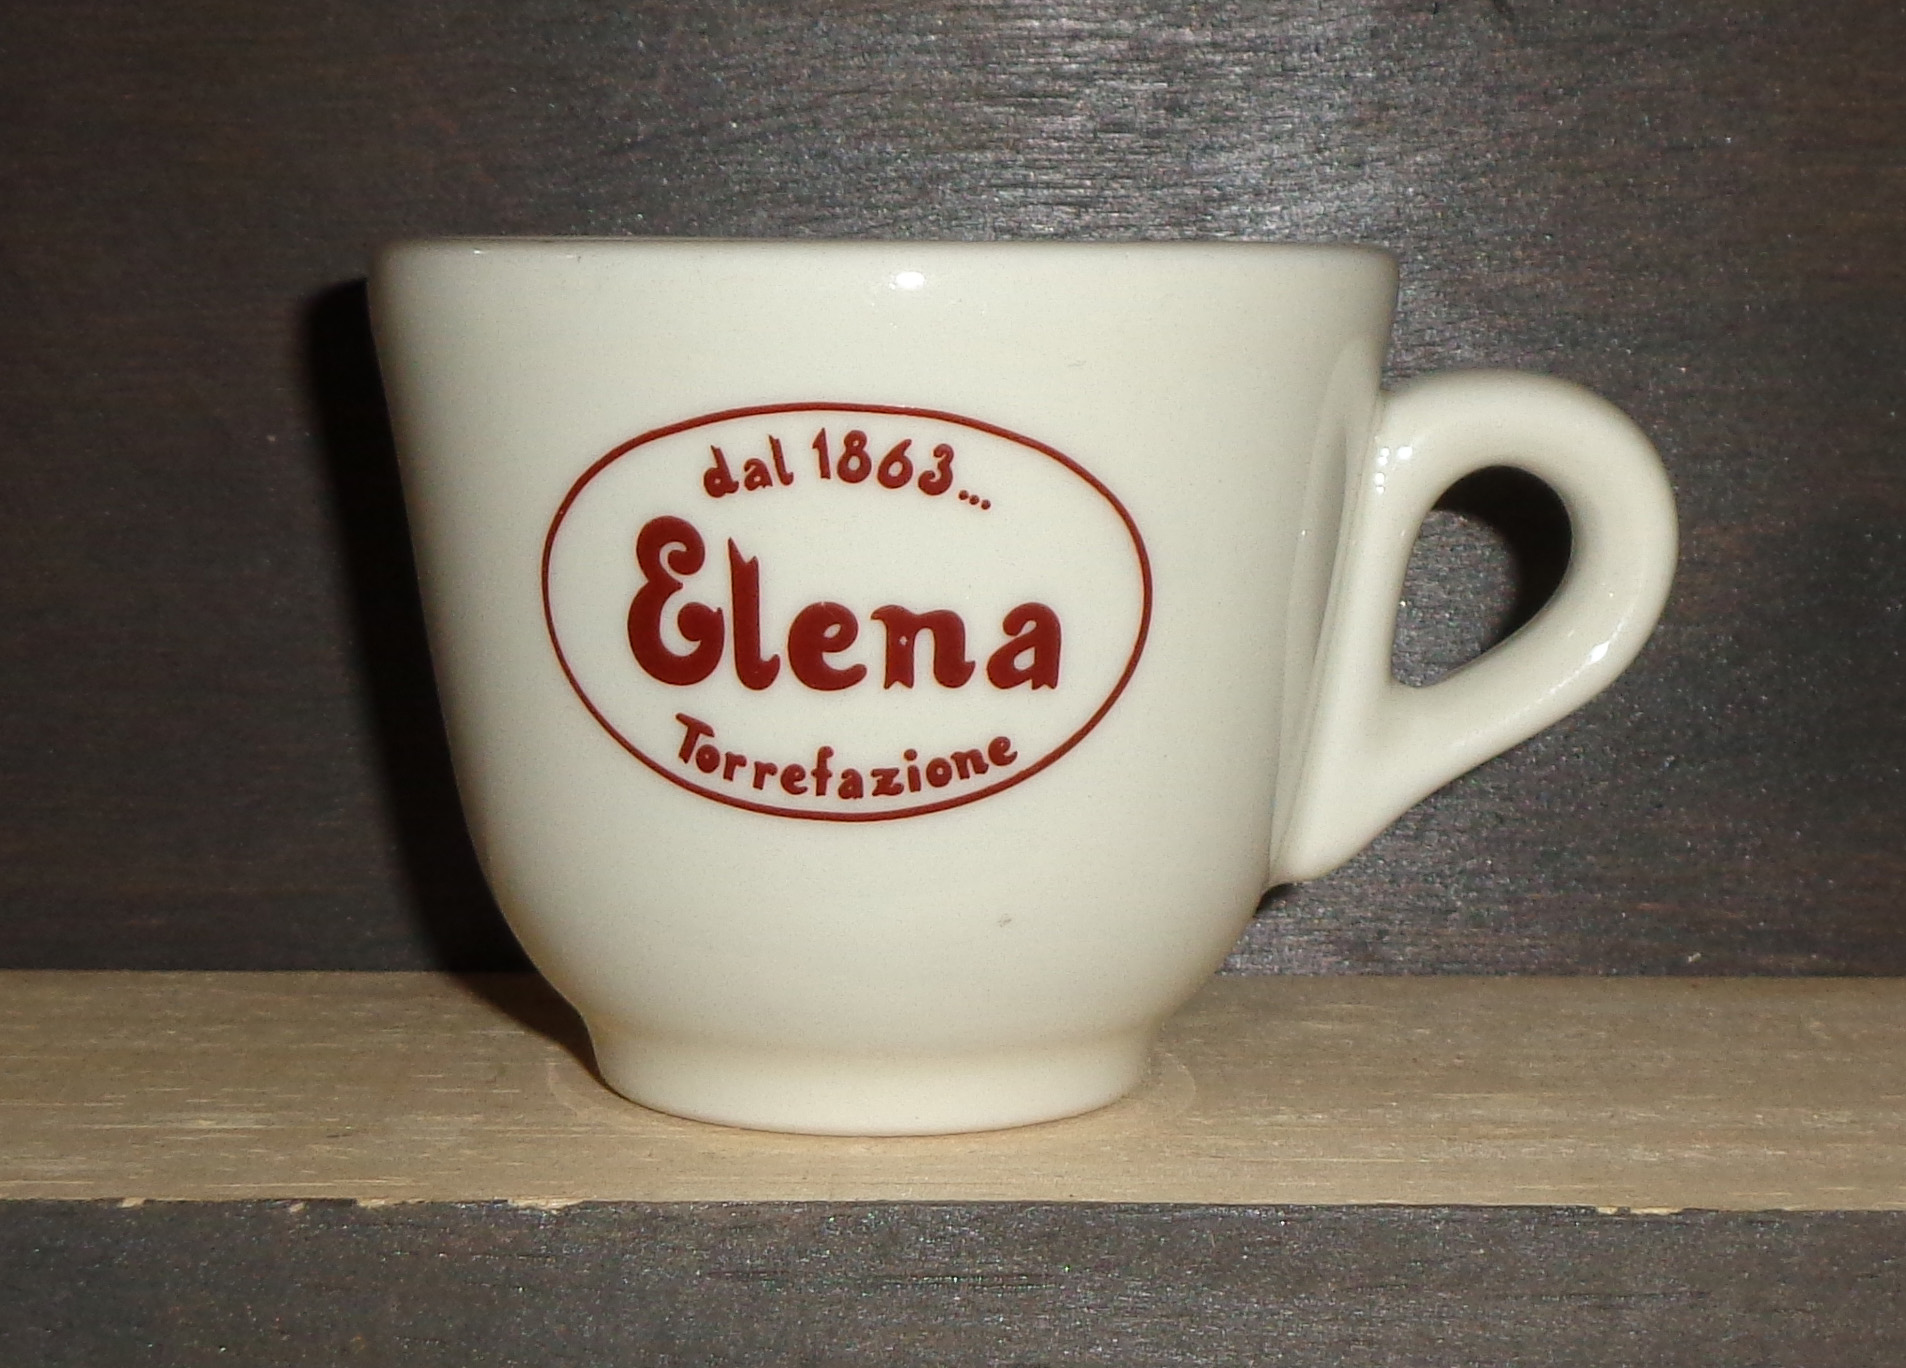 dal 1863...
Elena
Torrefazione